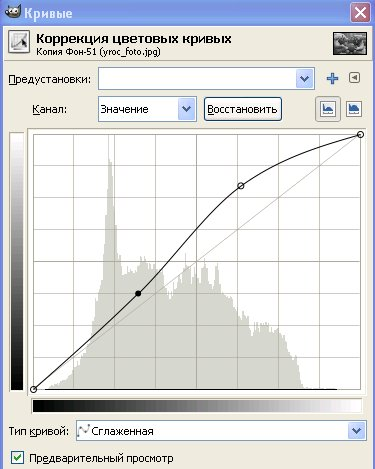 Кривые
Коррекция цветовых кривых
Копия Фон-51 (yroc_foto.jpg)
Предустановки:
Канал: Значение Восстановить
Тип кривой: Сглаженная
Предварительный просмотр